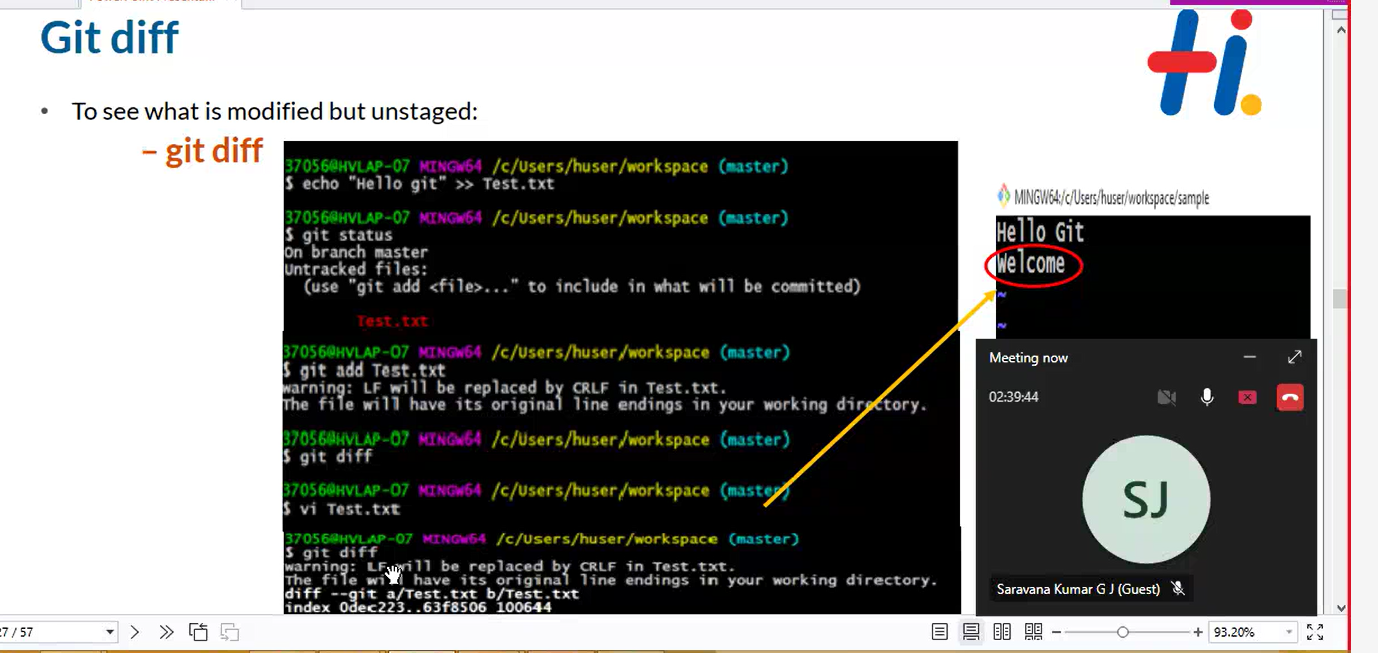 Git diff
• To see what is modified but unstaged:
– git diff
37056@HVLAP-07 MINGW64 /c/Users/huser/workspace (master)
$ echo "Hello git" >> Test.txt
37056@HVLAP-07 MINGW64 /c/Users/huser/workspace (master)
$ git status
On branch master
Untracked files:
(use "git add <file>..." to include in what will be committed)
Test.txt
37056@HVLAP-07 MINGW64 /c/Users/huser/workspace (master)
$ git add Test.txt
warning: LF will be replaced by CRLF in Test.txt.
The file will have its original line endings in your working directory.
37056@HVLAP-07 MINGW64 /c/Users/huser/workspace (master)
$ git diff
37056@HVLAP-07 MINGW64 /c/Users/huser/workspace (master)
$ vi Test.txt
37056@HVLAP-07 MINGW64 /c/Users/huser/workspace (master)
$ git diff
warning: LF will be replaced by CRLF in Test.txt.
The file will have its original line endings in your working directory.
diff --git a/Test.txt b/Test.txt
index 0dec223..63f8506 100644
Hi.
MINGW64:/c/Users/huser/workspace/sample
Hello Git
Welcome
~
~
Meeting now
02:39:44
SJ
Saravana Kumar G J (Guest)
/ 57
93.20%